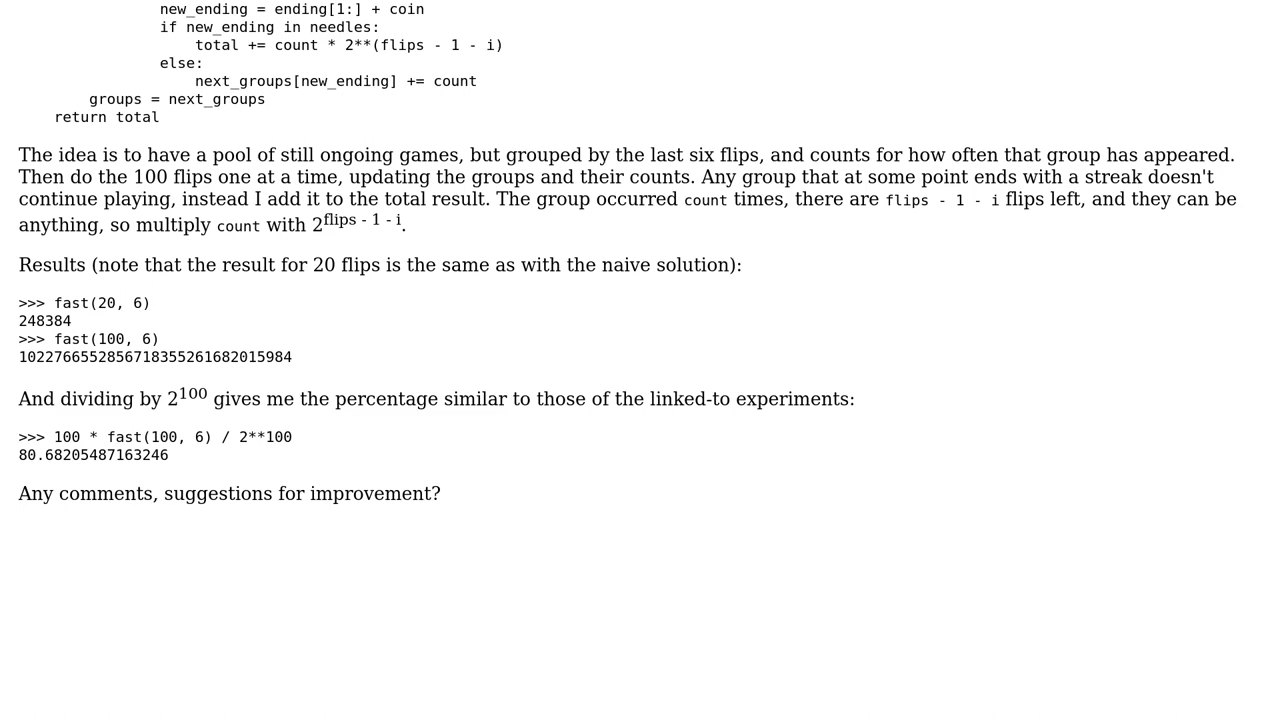 new_ending = ending[1:] + coin
if new_ending in needles:
total += count * 2**(flips - 1 - i)
else:
next_groups[new_ending] += count
groups = next_groups
return total
The idea is to have a pool of still ongoing games, but grouped by the last six flips, and counts for how often that group has appeared.
Then do the 100 flips one at a time, updating the groups and their counts. Any group that at some point ends with a streak doesn't
continue playing, instead I add it to the total result. The group occurred count times, there are flips - 1 - i flips left, and they can be
anything, so multiply count with 2flips - 1 - i.
Results (note that the result for 20 flips is the same as with the naive solution):
>>> fast(20, 6)
248384
>>> fast(100, 6)
1022766552856718355261682015984
And dividing by 2100 gives me the percentage similar to those of the linked-to experiments:
>>> 100 * fast(100, 6) / 2**100
80.68205487163246
Any comments, suggestions for improvement?